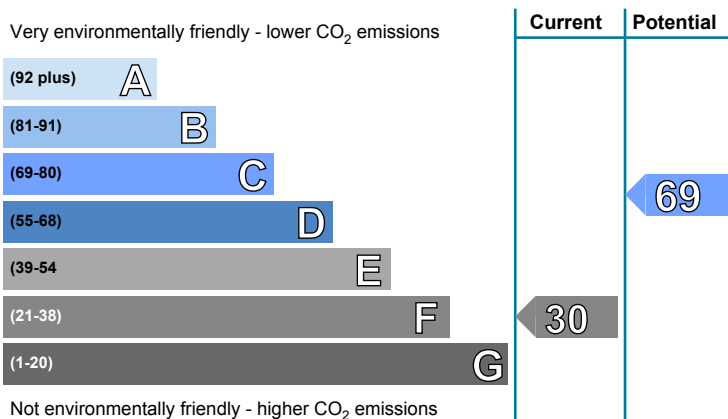 Current Potential
Very environmentally friendly - lower CO2 emissions
(92 plus) A
(81-91) B
(69-80) C
69
(55-68) D
(39-54 E
(21-38) F 30
(1-20) G
Not environmentally friendly - higher CO2 emissions